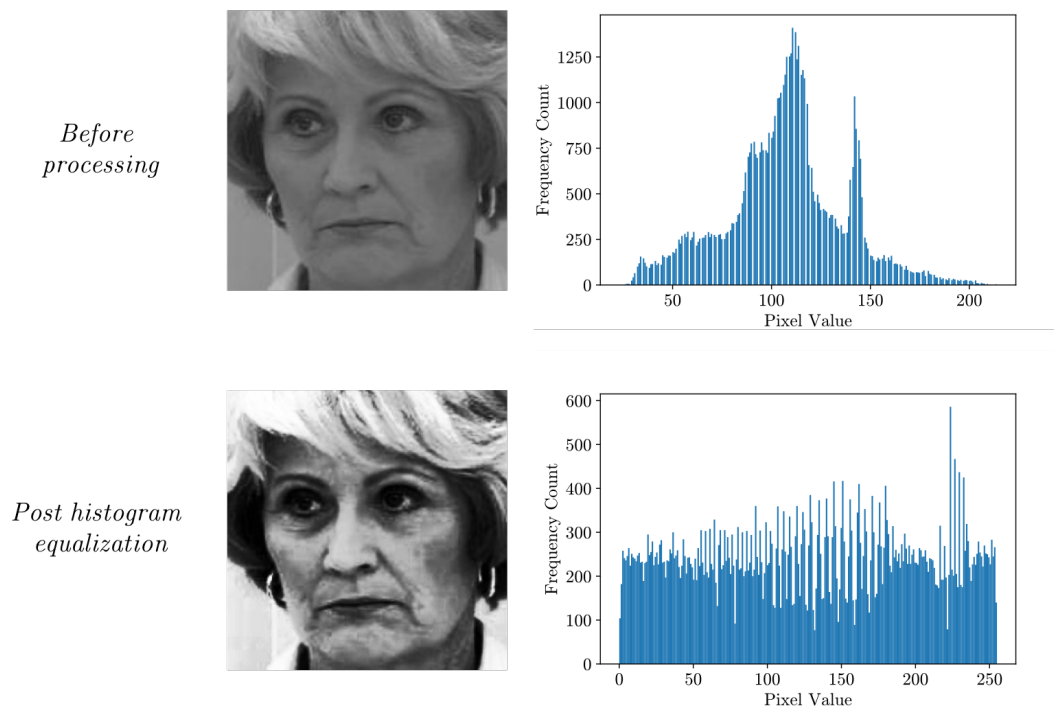 Before
processing
Frequency Count
1250
1000
750
500
250
0
50
100
150
200
Pixel Value
Post histogram
equalization
Frequency Count
600
500
400
300
200
100
0
0
50
100
150
200
250
Pixel Value